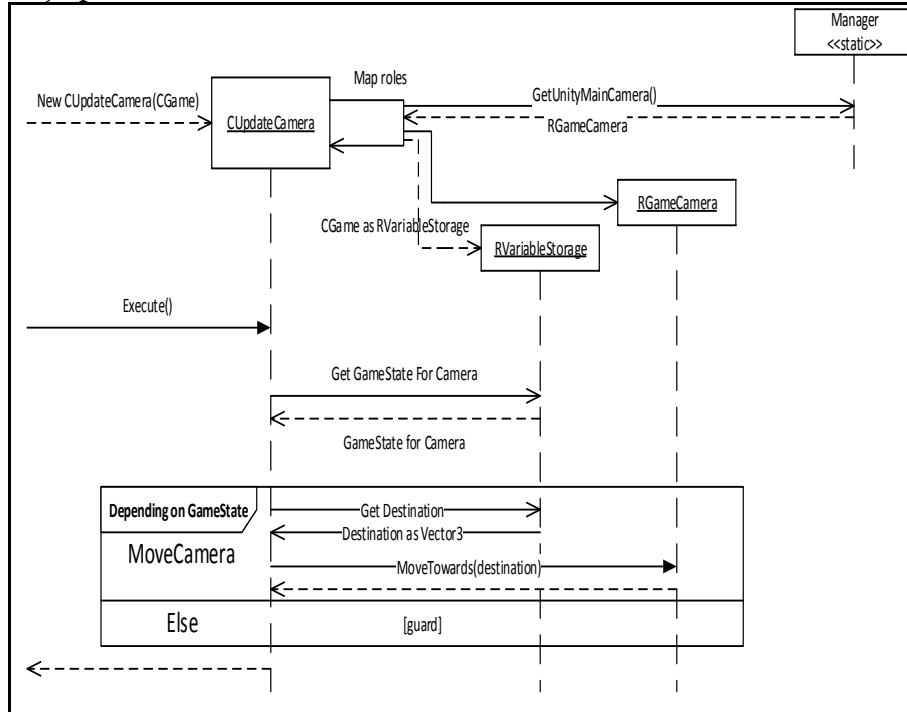 Manager
<<static>>
Map roles
New CUpdateCamera(CGame)
CUpdateCamera
GetUnityMainCamera()
RGameCamera
RGameCamera
CGame as RVariableStorage
RVariableStorage
Execute()
Get GameState For Camera
GameState for Camera
Depending on GameState
Get Destination
Destination as Vector3
MoveCamera
MoveTowards(destination)
Else
[guard]